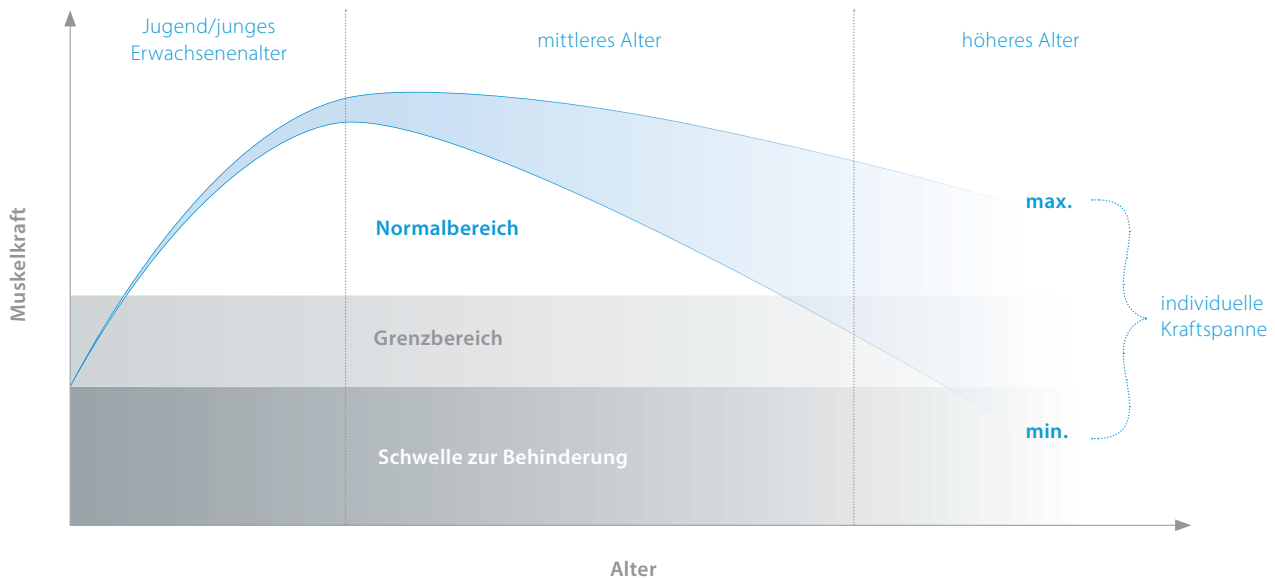 Jugend/junges
Erwachsenenalter
mittleres Alter
höheres Alter
Muskelkraft
max.
Normalbereich
individuelle
Kraftspanne
Grenzbereich
min.
Schwelle zur Behinderung
Alter